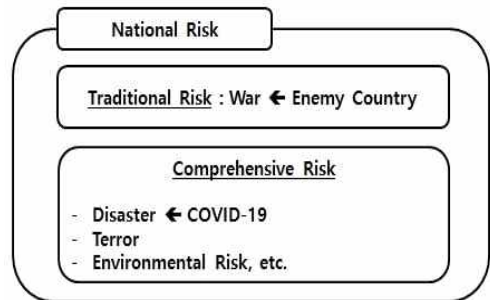 National Risk
Traditional Risk : War 🡰 Enemy Country
Comprehensive Risk
- Disaster 🡰 COVID-19
- Terror
- Environmental Risk, etc.